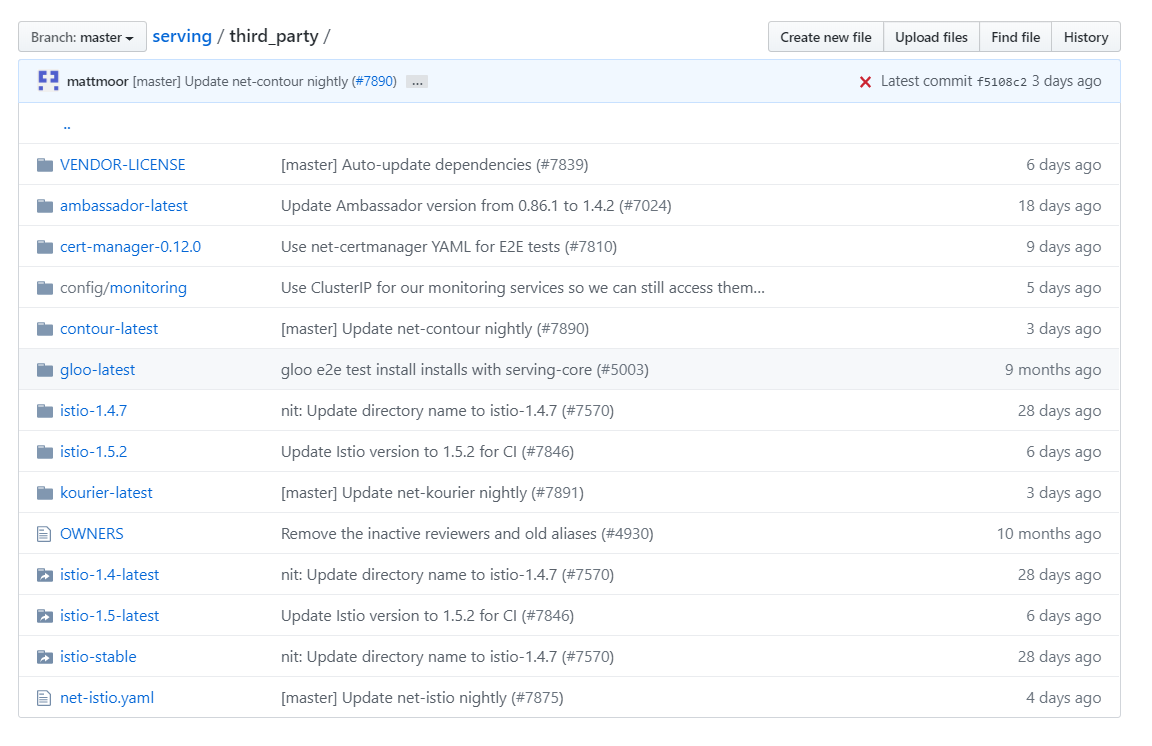 Branch: master serving / third_party / Create new file Upload files Find file History
mattmoor [master] Update net-contour nightly (#7890) ... Latest commit f5108c2 3 days ago
..
VENDOR-LICENSE [master] Auto-update dependencies (#7839) 6 days ago
ambassador-latest Update Ambassador version from 0.86.1 to 1.4.2 (#7024) 18 days ago
cert-manager-0.12.0 Use net-certmanager YAML for E2E tests (#7810) 9 days ago
config/monitoring Use ClusterIP for our monitoring services so we can still access them... 5 days ago
contour-latest [master] Update net-contour nightly (#7890) 3 days ago
gloo-latest gloo e2e test install installs with serving-core (#5003) 9 months ago
istio-1.4.7 nit: Update directory name to istio-1.4.7 (#7570) 28 days ago
istio-1.5.2 Update Istio version to 1.5.2 for CI (#7846) 6 days ago
kourier-latest [master] Update net-kourier nightly (#7891) 3 days ago
OWNERS Remove the inactive reviewers and old aliases (#4930) 10 months ago
istio-1.4-latest nit: Update directory name to istio-1.4.7 (#7570) 28 days ago
istio-1.5-latest Update Istio version to 1.5.2 for CI (#7846) 6 days ago
istio-stable nit: Update directory name to istio-1.4.7 (#7570) 28 days ago
net-istio.yaml [master] Update net-istio nightly (#7875) 4 days ago